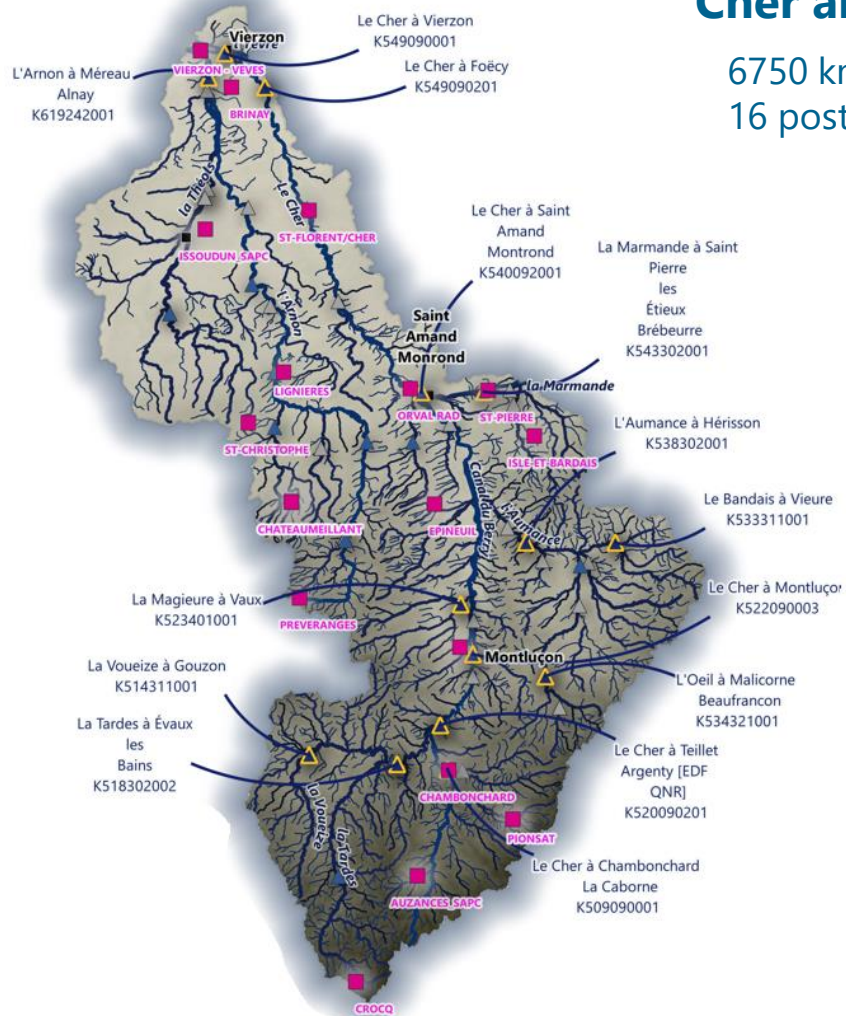 Cher a
6750 k
16 post
Le Cher à Vierzon
K549090001
Vierzon
l'Yèvre
L'Arnon à Méreau
Alnay
K619242001
VIERZON - VEVES
BRINAY
Le Cher à Foëcy
K549090201
la Théols
Le Cher
ST-FLORENT/CHER
ISSOUDUN_SAPC
l'Arnon
Le Cher à Saint
Amand
Montrond
K540092001
La Marmande à Saint
Pierre
les
Étieux
Brébeurre
K543302001
Saint
Amand
Monrond
LIGNIERES
ORVAL RAD
ST-PIERRE
la Marmande
ST-CHRISTOPHE
ISLE-ET-BARDAIS
L'Aumance à Hérisson
K538302001
CHATEAUMEILLANT
EPINEUIL
Canal du Berry
l'Aumance
Le Bandais à Vieure
K533311001
La Magieure à Vaux
K523401001
PREVERANGES
Le Cher à Montluço
K522090003
Montluçon
La Voueize à Gouzon
K514311001
L'Oeil à Malicorne
Beaufrancon
K534321001
La Tardes à Évaux
les
Bains
K518302002
Le Cher à Teillet
Argenty [EDF
QNR]
K520090201
la Voueize
la Tardes
CHAMBONCHARD
PIONSAT
Le Cher à Chambonchard
La Caborne
K509090001
AUZANCES_SAPC
CROCQ